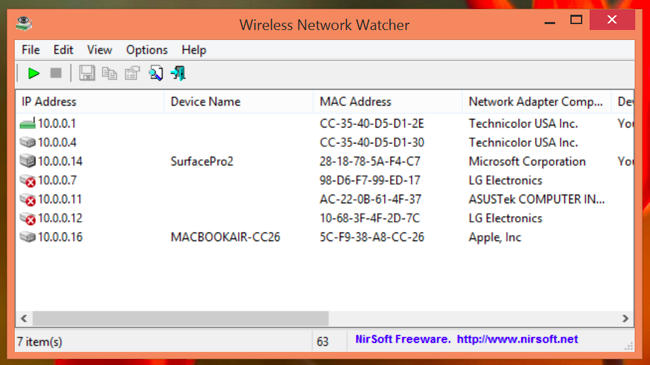 Wireless Network Watcher
File Edit View Options Help
IP Address Device Name MAC Address Network Adapter Comp... Dev
10.0.0.1 CC-35-40-D5-D1-2E Technicolor USA Inc. You
10.0.0.4 CC-35-40-D5-D1-30 Technicolor USA Inc.
10.0.0.14 SurfacePro2 28-18-78-5A-F4-C7 Microsoft Corporation You
10.0.0.7 98-D6-F7-99-ED-17 LG Electronics
10.0.0.11 AC-22-0B-61-4F-37 ASUSTek COMPUTER IN...
10.0.0.12 10-68-3F-4F-2D-7C LG Electronics
10.0.0.16 MACBOOKAIR-CC26 5C-F9-38-A8-CC-26 Apple, Inc
7 item(s) 63 NirSoft Freeware. http://www.nirsoft.net